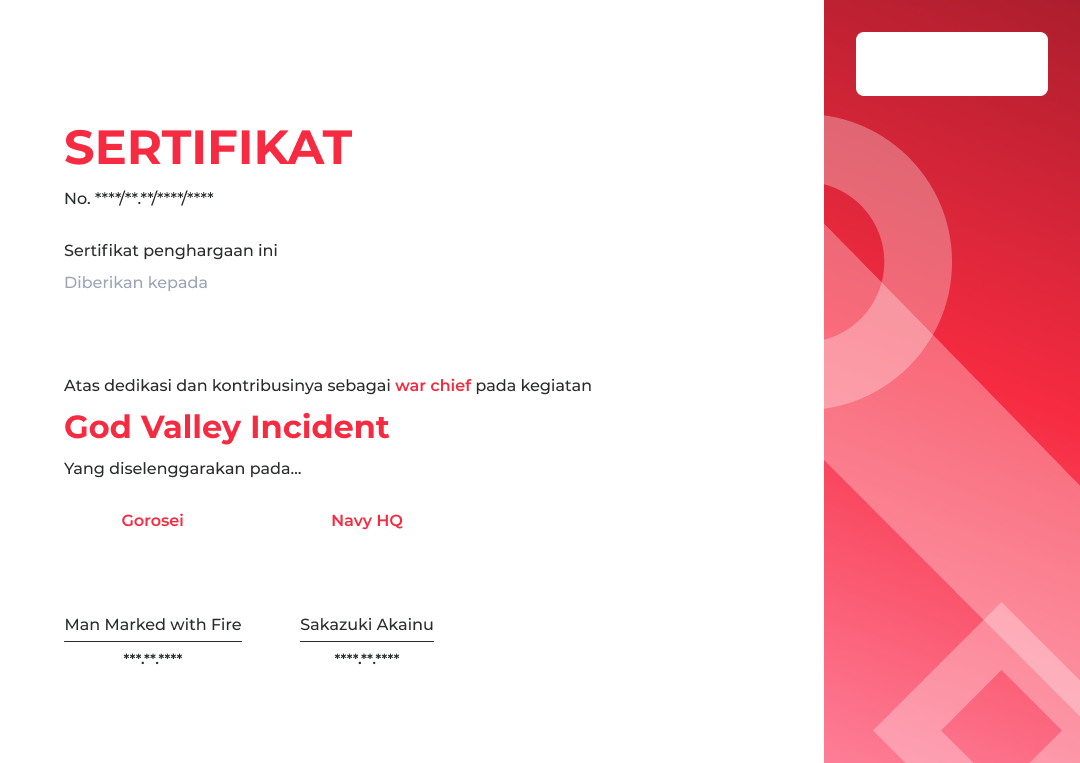 SERTIFIKAT
No. ****/**.**/****/****
Sertifikat penghargaan ini
Diberikan kepada
Atas dedikasi dan kontribusinya sebagai war chief pada kegiatan
God Valley Incident
Yang diselenggarakan pada...
Gorosei
Navy HQ
Man Marked with Fire
Sakazuki Akainu
***.**.****
****.**.****